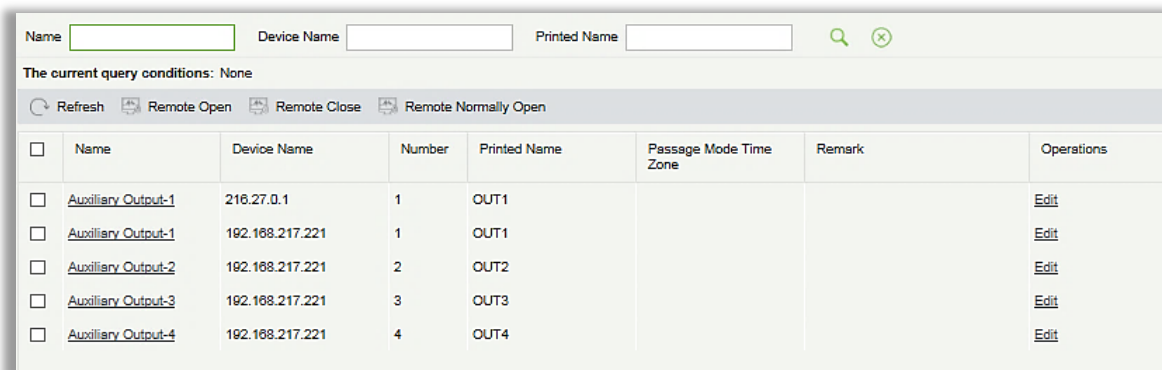 Name Device Name Printed Name
The current query conditions: None
Refresh Remote Open Remote Close Remote Normally Open
Name Device Name Number Printed Name Passage Mode Time Zone Remark Operations
Auxiliary Output-1 216.27.0.1 1 OUT1 Edit
Auxiliary Output-1 192.168.217.221 1 OUT1 Edit
Auxiliary Output-2 192.168.217.221 2 OUT2 Edit
Auxiliary Output-3 192.168.217.221 3 OUT3 Edit
Auxiliary Output-4 192.168.217.221 4 OUT4 Edit